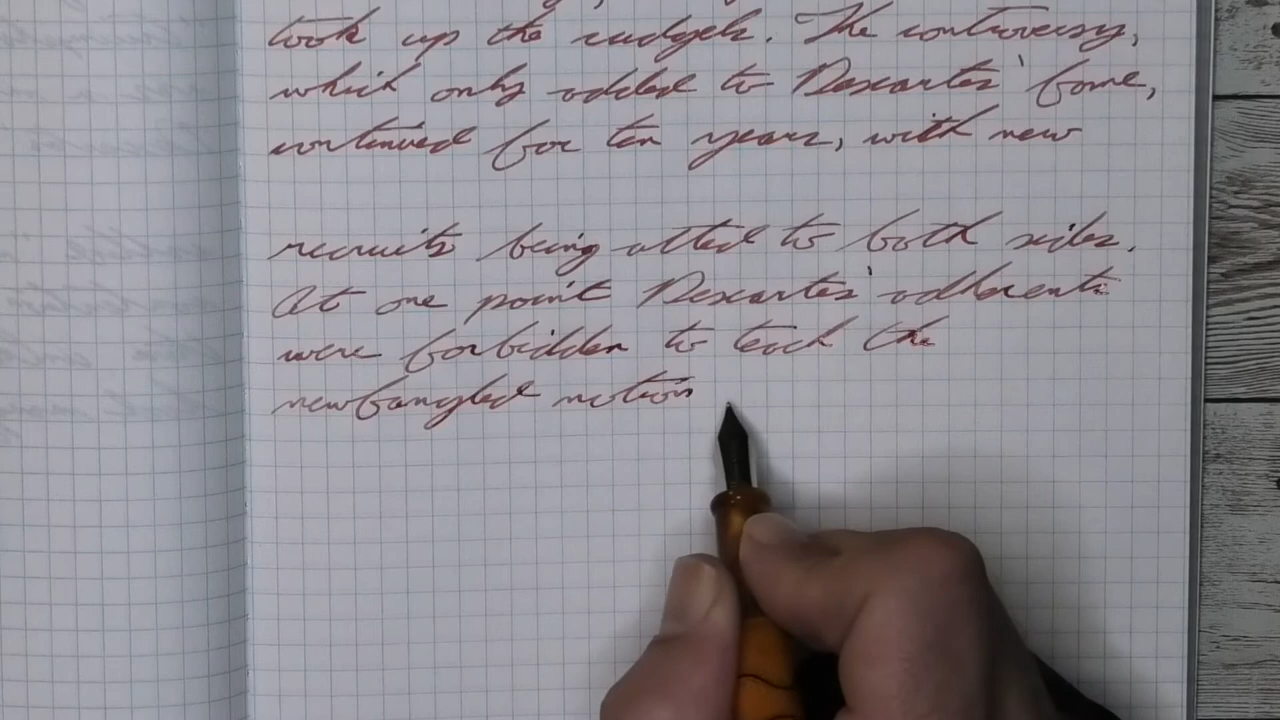 took up the cudgels. The controversy,
which only added to Descartes' fame,
continued for ten years, with new
recruits being added to both sides.
At one point Descartes' adherents
were forbidden to teach the
newfangled notion